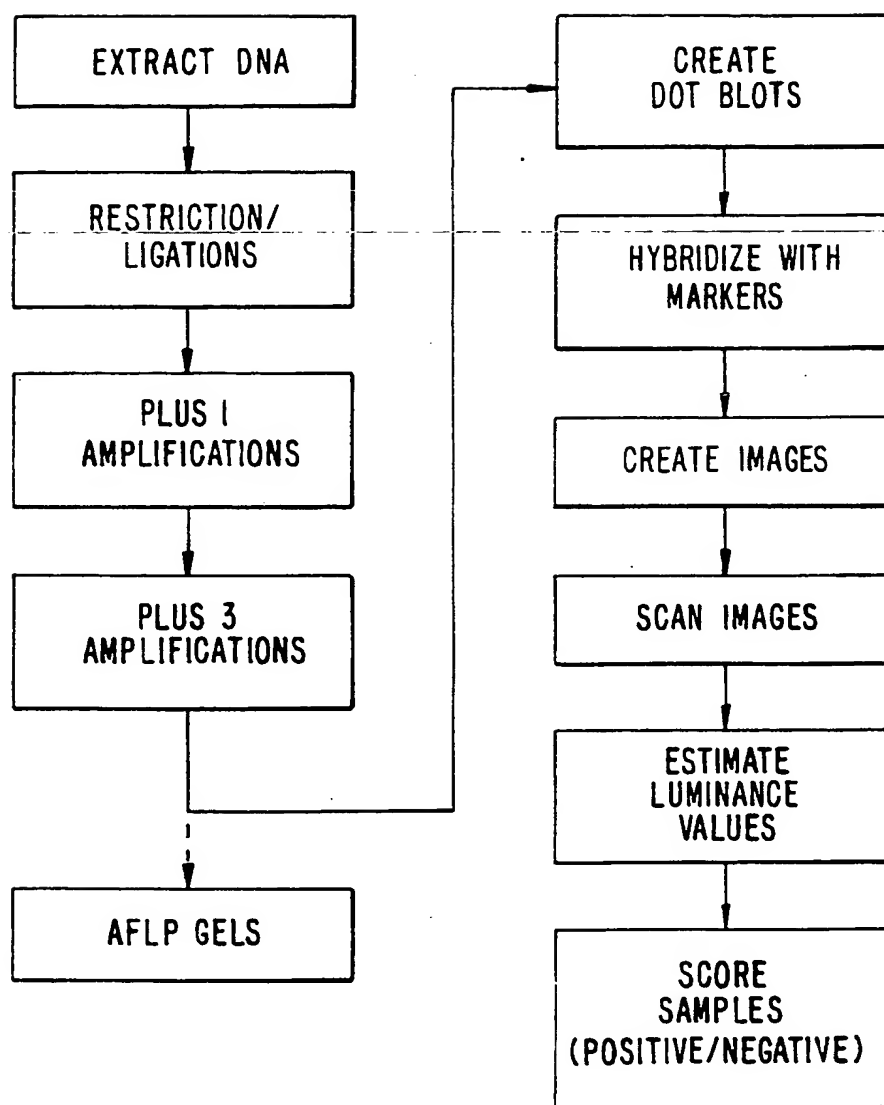 EXTRACT DNA
RESTRICTION/
LIGATIONS
PLUS 1
AMPLIFICATIONS
PLUS 3
AMPLIFICATIONS
AFLP GELS
CREATE
DOT BLOTS
HYBRIDIZE WITH
MARKERS
CREATE IMAGES
SCAN IMAGES
ESTIMATE
LUMINANCE
VALUES
SCORE
SAMPLES
(POSITIVE/NEGATIVE)